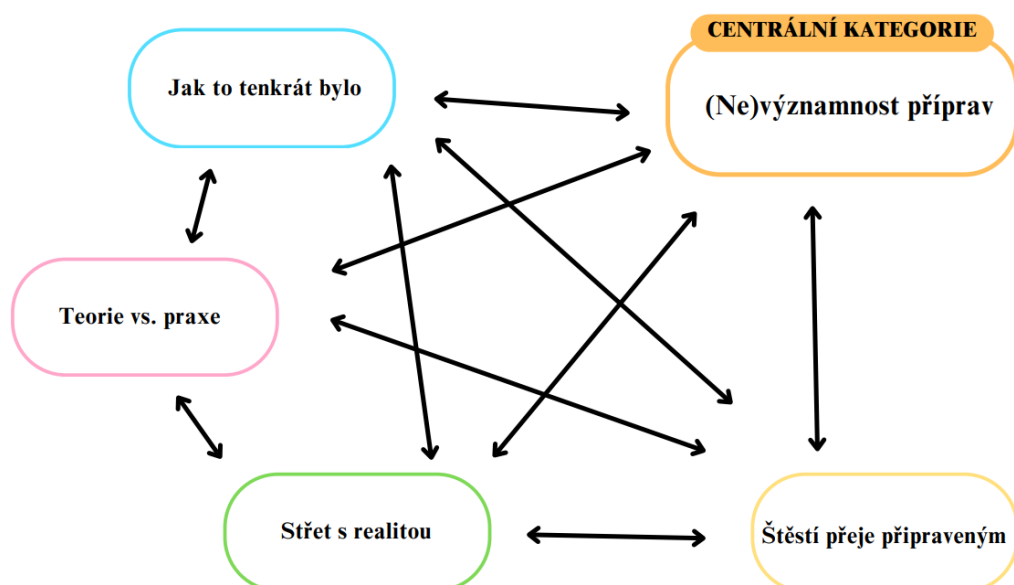 CENTRÁLNÍ KATEGORIE
Jak to tenkrát bylo
(Ne)významnost příprav
Teorie vs. praxe
Střet s realitou
Štěstí přeje připraveným